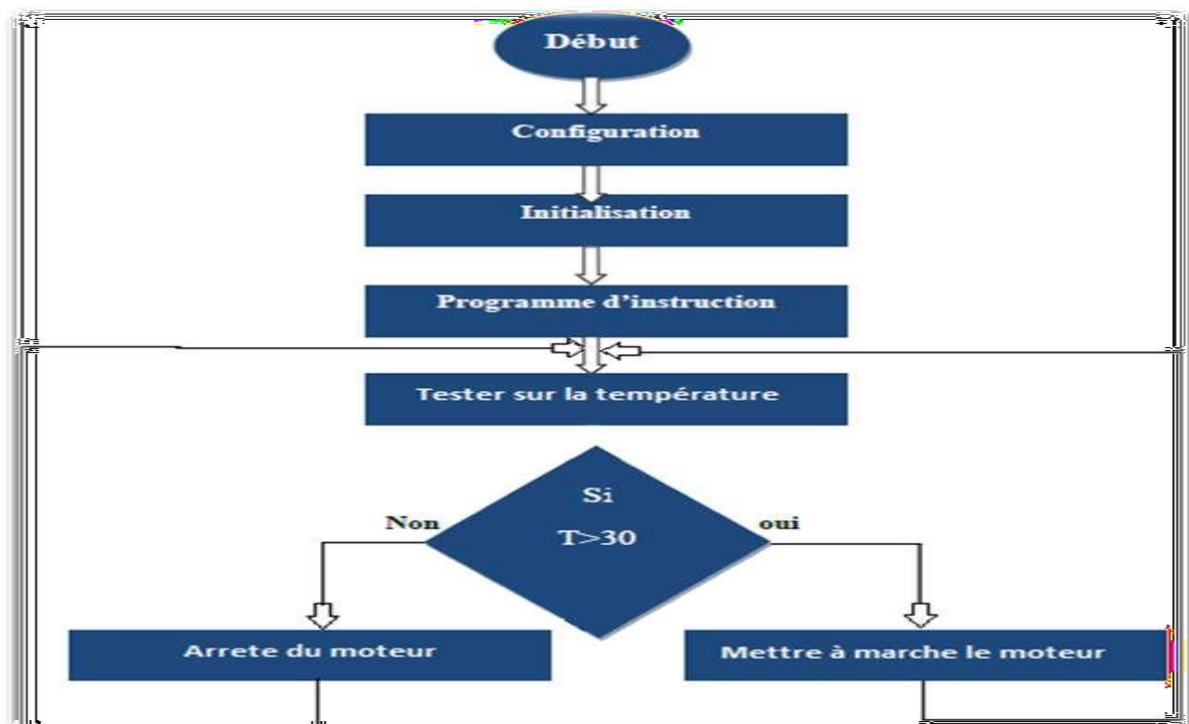 Début
Configuration
Initialisation
Programme d'instruction
Tester sur la température
Si
Non
oui
T>30
Arrete du moteur
Mettre à marche le moteur